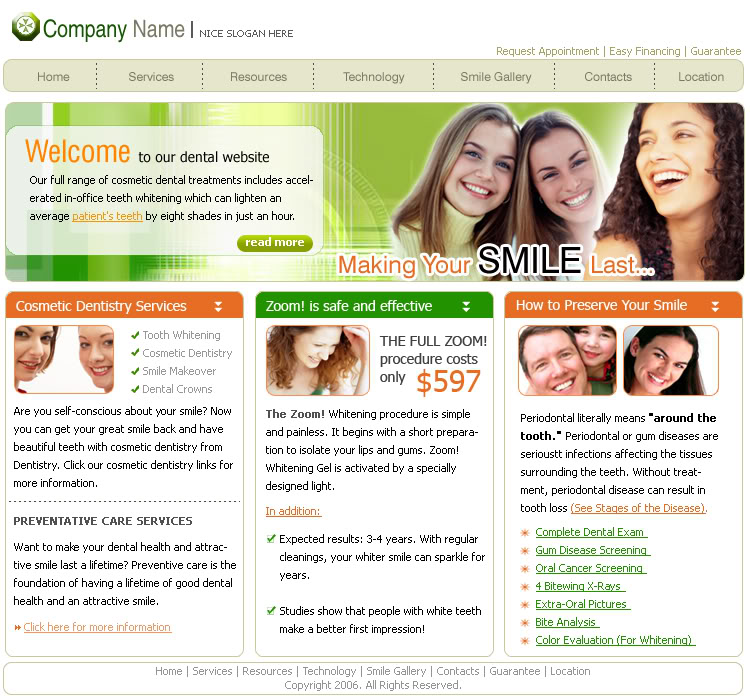 Company Name | NICE SLOGAN HERE
Request Appointment | Easy Financing | Guarantee
Home Services Resources Technology Smile Gallery Contacts Location
Welcome to our dental website
Our full range of cosmetic dental treatments includes accel-
erated in-office teeth whitening which can lighten an
average patient's teeth by eight shades in just an hour.
read more
Making Your SMILE Last...
Cosmetic Dentistry Services
Tooth Whitening
Cosmetic Dentistry
Smile Makeover
Dental Crowns
Are you self-conscious about your smile? Now
you can get your great smile back and have
beautiful teeth with cosmetic dentistry from
Dentistry. Click our cosmetic dentistry links for
more information.
PREVENTATIVE CARE SERVICES
Want to make your dental health and attrac-
tive smile last a lifetime? Preventive care is the
foundation of having a lifetime of good dental
health and an attractive smile.
Click here for more information
Zoom! is safe and effective
THE FULL ZOOM!
procedure costs
only $597
The Zoom! Whitening procedure is simple
and painless. It begins with a short prepara-
tion to isolate your lips and gums. Zoom!
Whitening Gel is activated by a specially
designed light.
In addition:
Expected results: 3-4 years. With regular
cleanings, your whiter smile can sparkle for
years.
Studies show that people with white teeth
make a better first impression!
How to Preserve Your Smile
Periodontal literally means "around the
tooth." Periodontal or gum diseases are
serioustt infections affecting the tissues
surrounding the teeth. Without treat-
ment, periodontal disease can result in
tooth loss (See Stages of the Disease).
Complete Dental Exam
Gum Disease Screening
Oral Cancer Screening
4 Bitewing X-Rays
Extra-Oral Pictures
Bite Analysis
Color Evaluation (For Whitening)
Home | Services | Resources | Technology | Smile Gallery | Contacts | Guarantee | Location
Copyright 2006. All Rights Reserved.